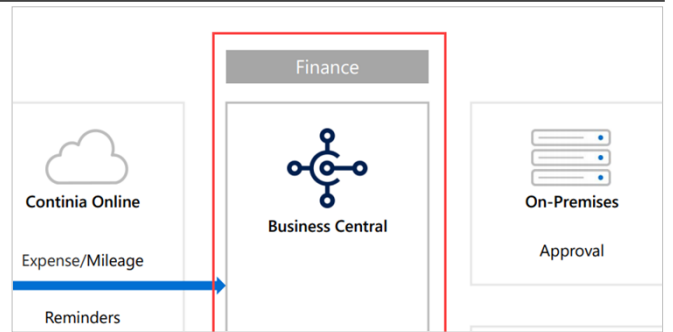 Finance
Continia Online
Expense/Mileage
Reminders
Business Central
On-Premises
Approval